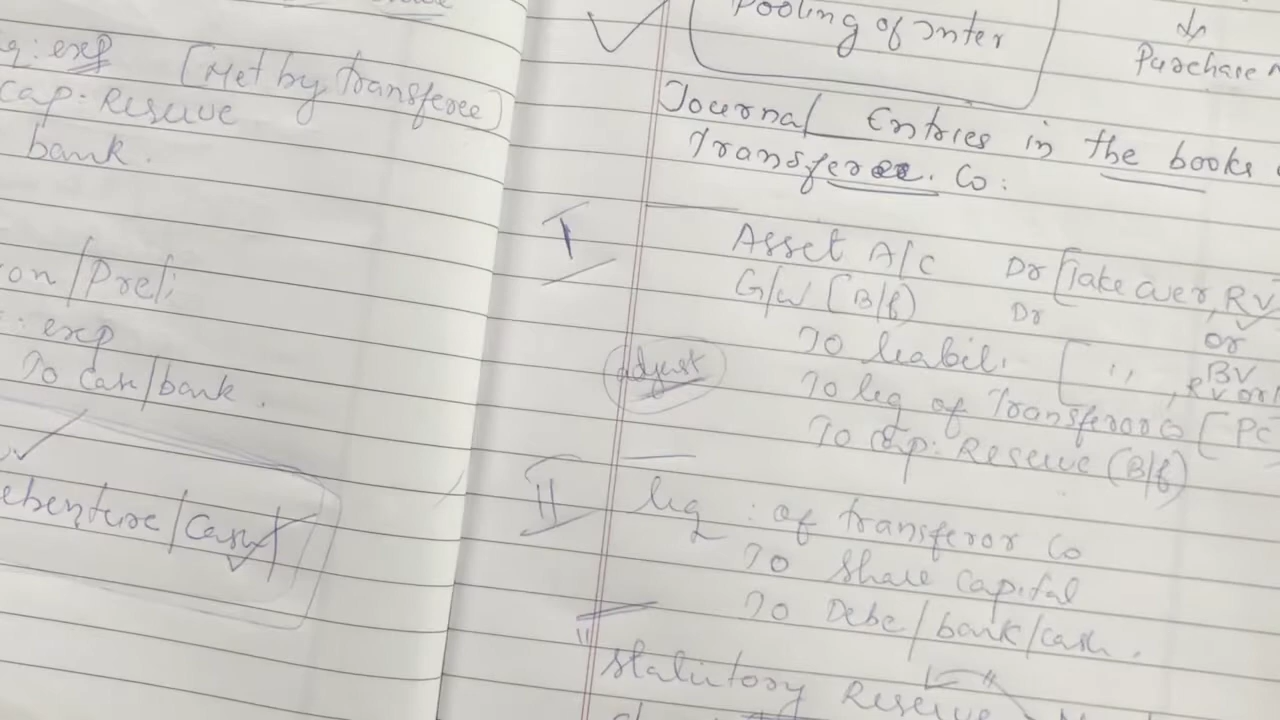 q: exp [Met by transferee)
Cap. Reserve
bank.
on/Preli
: exp
To Cash/bank.
ebenture/Cash
Pooling of Inter
Purchase
Journal Entries in the books
Transferee. Co:
I
Asset A/C Dr [Take over, RV
G/W (B/f) Dr or
To liabil. [ ", BV
Adjust
To liq of Transferor Co [PC
To Cap: Reserve (B/f)
II
liq : of transferor Co
To Share Capital
To Debe/bank/cash.
Statutory Reserve